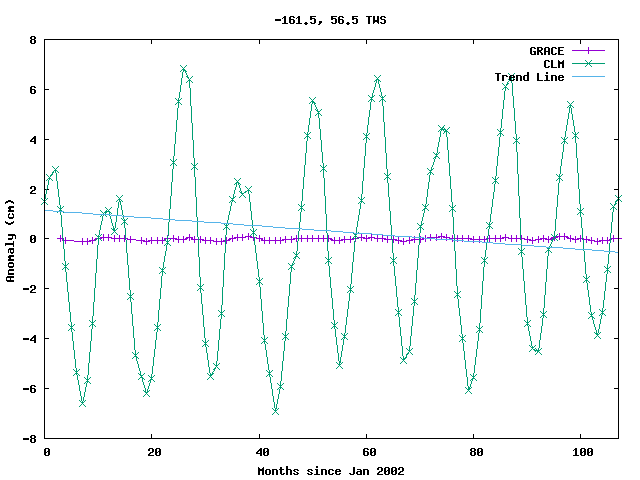 -161.5, 56.5 TWS
GRACE
CLM
Trend Line
8
6
4
2
0
-2
-4
-6
-8
Anomaly (cm)
0 20 40 60 80 100
Months since Jan 2002